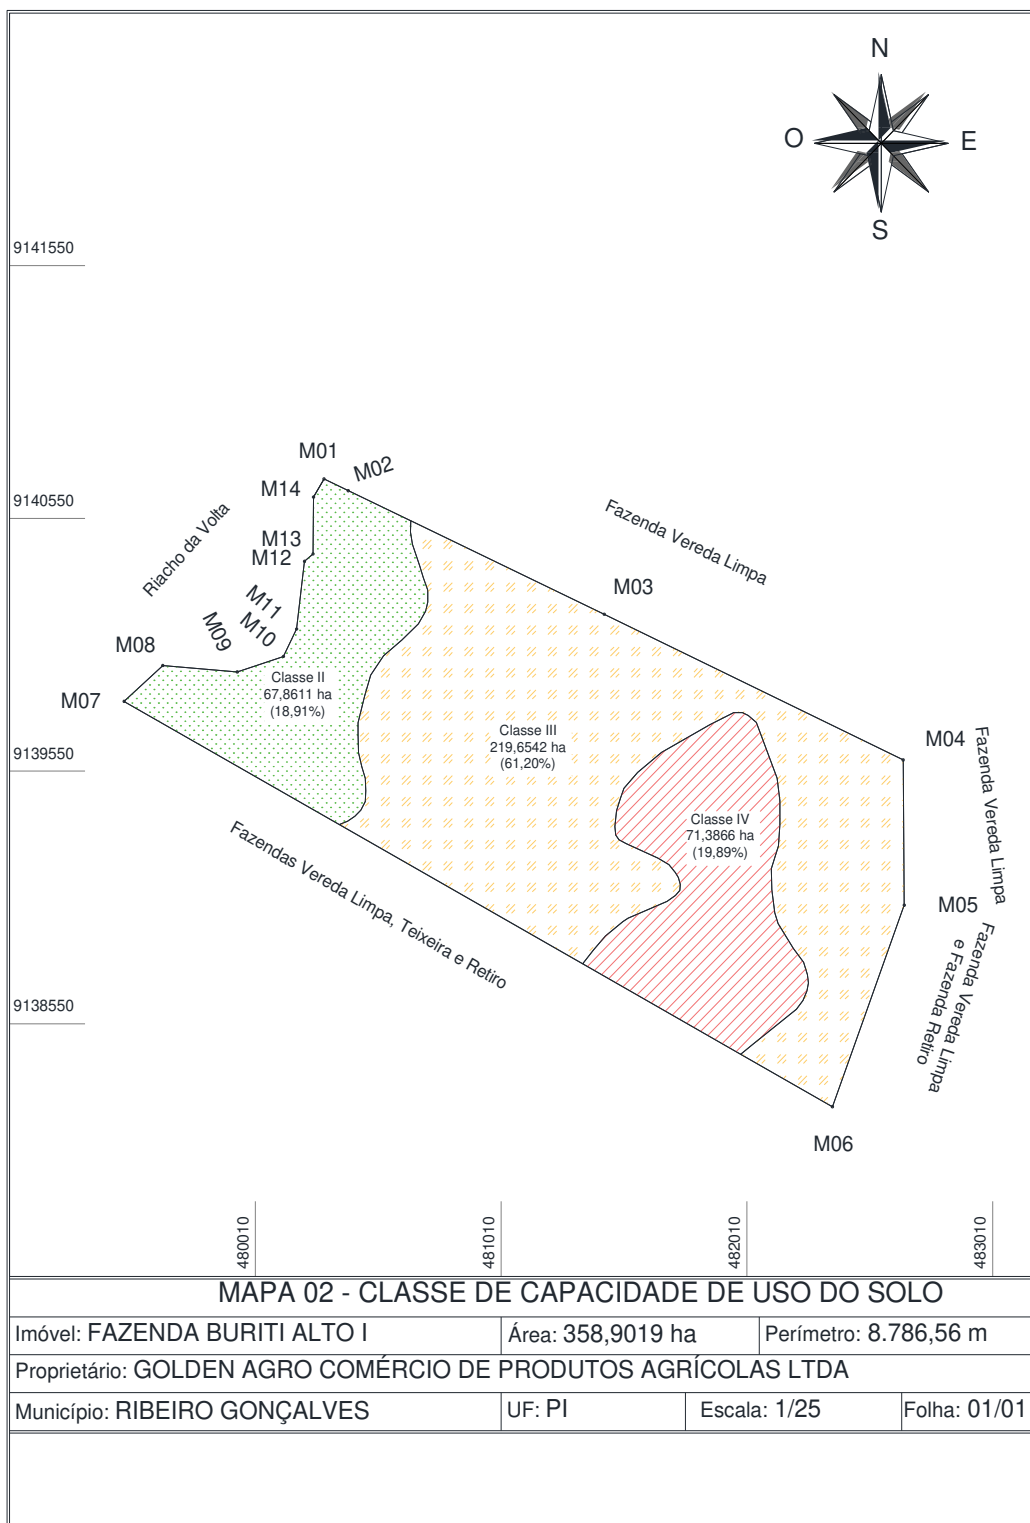 N
O
E
S
9141550
M01
M02
M14
9140550
Riacho da Volta
Fazenda Vereda Limpa
M13
M12
M03
M11
M10
M09
M08
Classe II
67,8611 ha
(18,91%)
M07
Classe III
219,6542 ha
(61,20%)
M04
Fazenda Vereda Limpa
9139550
Classe IV
71,3866 ha
(19,89%)
Fazendas Vereda Limpa, Teixeira e Retiro
M05
Fazenda Vereda Limpa
e Fazenda Retiro
9138550
M06
480010
481010
482010
483010
MAPA 02 - CLASSE DE CAPACIDADE DE USO DO SOLO
Imóvel: FAZENDA BURITI ALTO I
Área: 358,9019 ha
Perímetro: 8.786,56 m
Proprietário: GOLDEN AGRO COMÉRCIO DE PRODUTOS AGRÍCOLAS LTDA
Município: RIBEIRO GONÇALVES
UF: PI
Escala: 1/25
Folha: 01/01